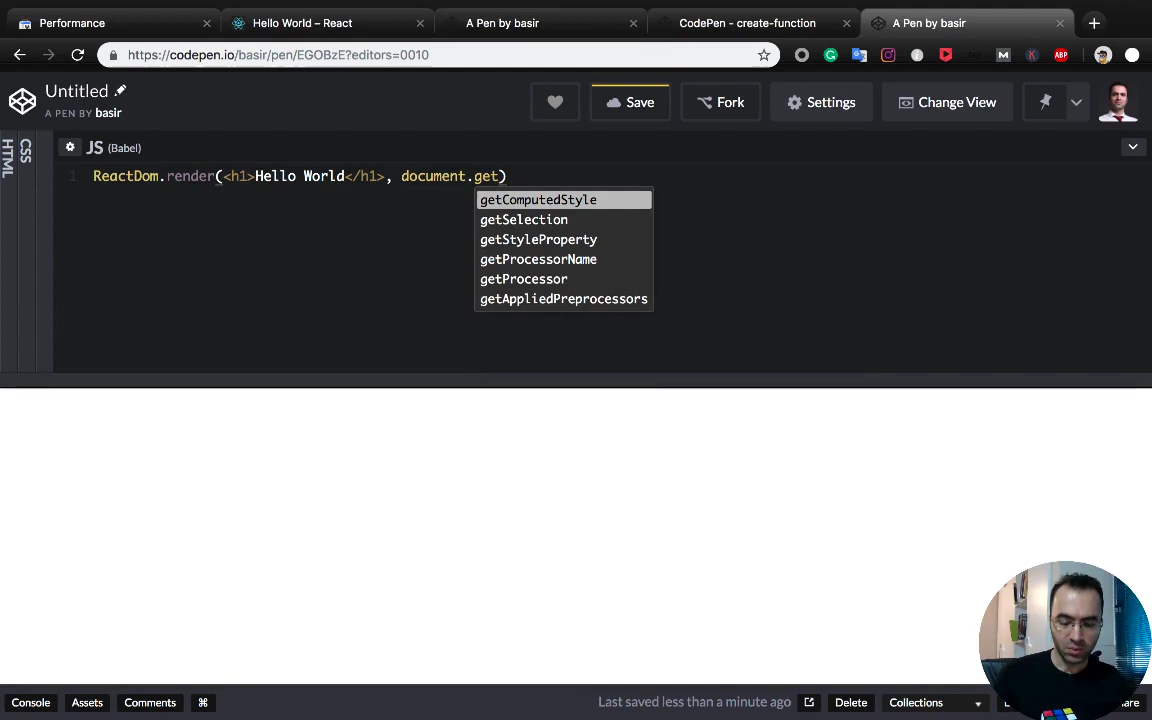 Performance
Hello World – React
A Pen by basir
CodePen - create-function
A Pen by basir
https://codepen.io/basir/pen/EGOBzE?editors=0010
Untitled
A PEN BY basir
Save
Fork
Settings
Change View
HTML
CSS
JS (Babel)
1 ReactDom.render(<h1>Hello World</h1>, document.get)
getComputedStyle
getSelection
getStyleProperty
getProcessorName
getProcessor
getAppliedPreprocessors
Console
Assets
Comments
⌘
Last saved less than a minute ago
Delete
Collections